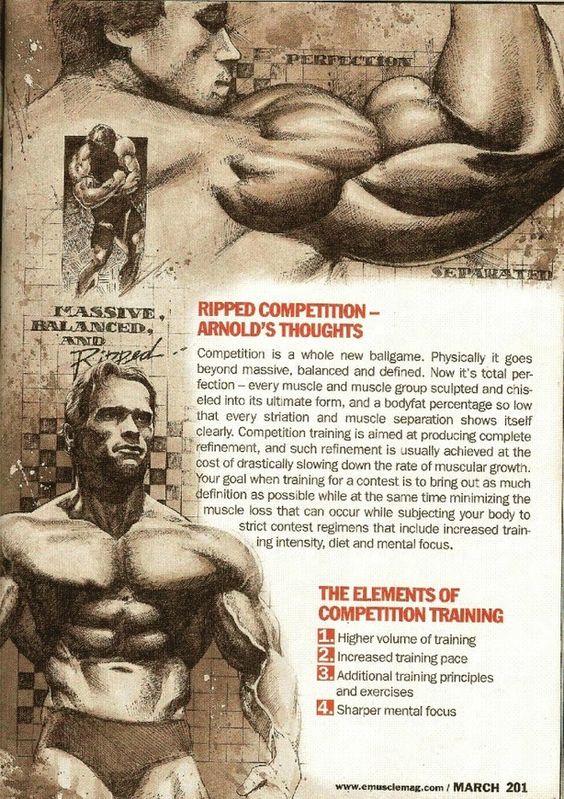 PERFECTION
SEPARATED
MASSIVE,
BALANCED,
AND
Ripped
RIPPED COMPETITION –
ARNOLD'S THOUGHTS
Competition is a whole new ballgame. Physically it goes
beyond massive, balanced and defined. Now it's total per-
fection – every muscle and muscle group sculpted and chis-
eled into its ultimate form, and a bodyfat percentage so low
that every striation and muscle separation shows itself
clearly. Competition training is aimed at producing complete
refinement, and such refinement is usually achieved at the
cost of drastically slowing down the rate of muscular growth.
Your goal when training for a contest is to bring out as much
definition as possible while at the same time minimizing the
muscle loss that can occur while subjecting your body to
strict contest regimens that include increased train-
ing intensity, diet and mental focus.
THE ELEMENTS OF
COMPETITION TRAINING
1. Higher volume of training
2. Increased training pace
3. Additional training principles
and exercises
4. Sharper mental focus
www.emusclemag.com / MARCH 201